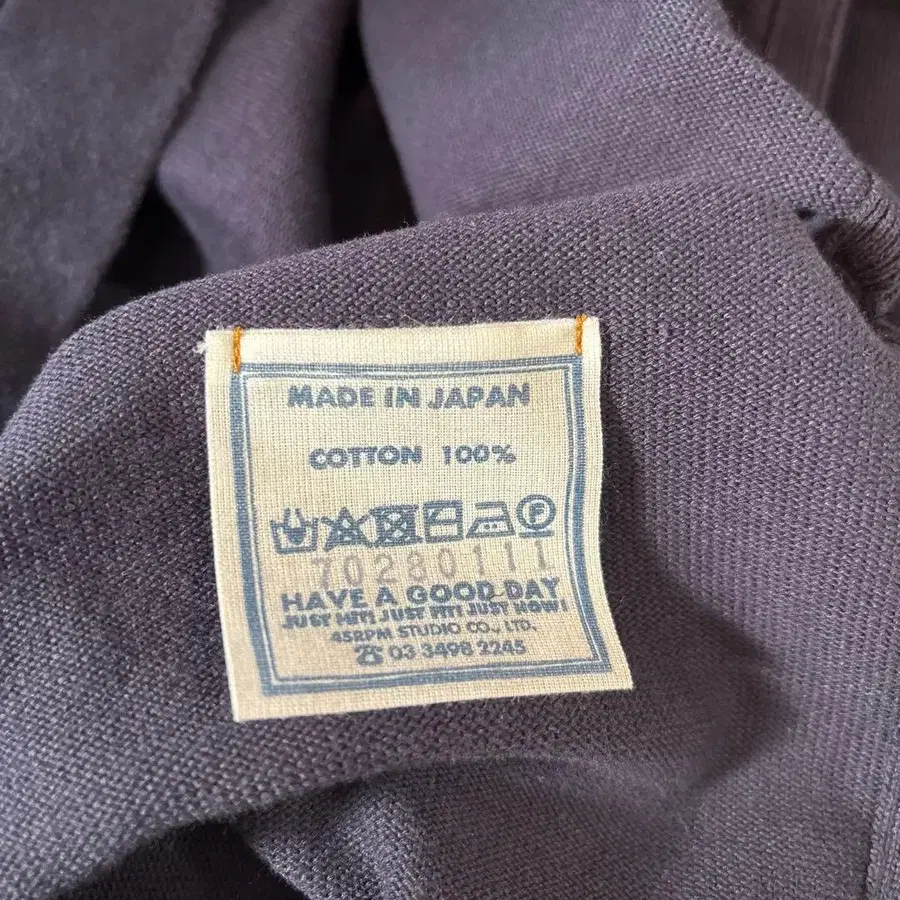 MADE IN JAPAN
COTTON 100%
70280111
HAVE A GOOD DAY
JUST HIT! JUST FIT! JUST NOW!
45RPM STUDIO CO., LTD.
☎ 03 3498 2245